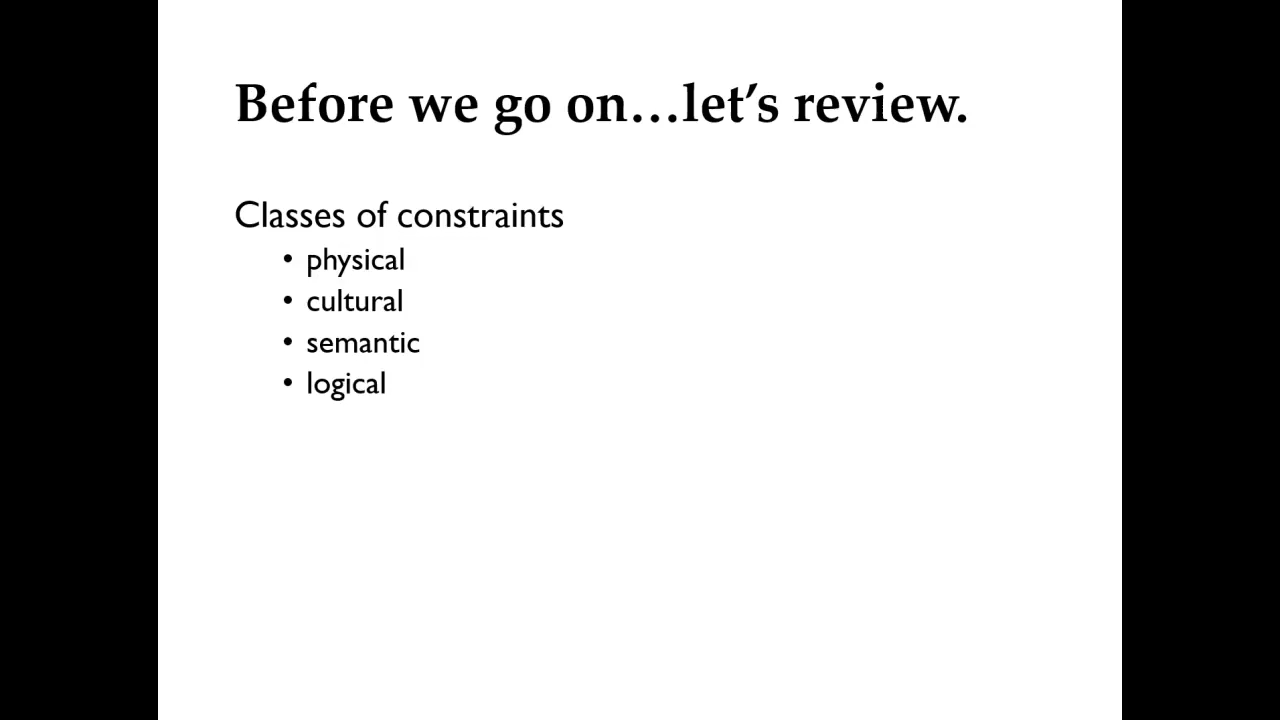 Before we go on…let’s review.
Classes of constraints
• physical
• cultural
• semantic
• logical